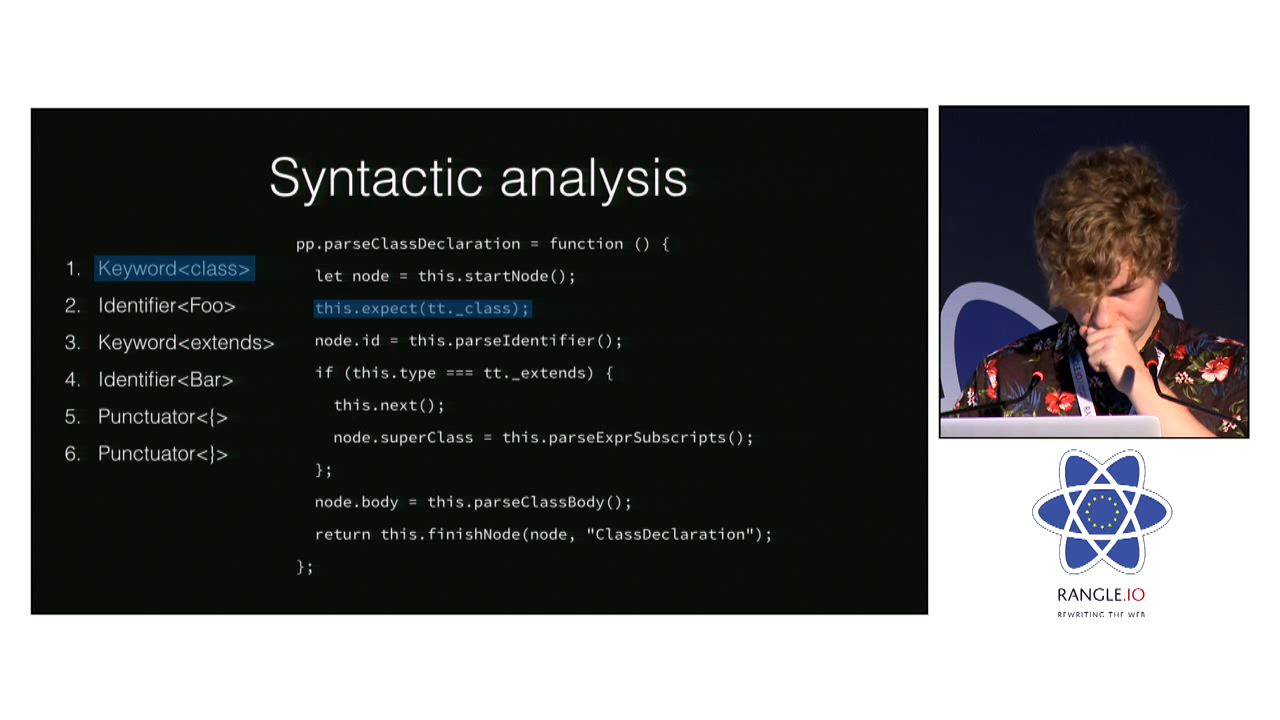 Syntactic analysis
1. Keyword<class>
2. Identifier<Foo>
3. Keyword<extends>
4. Identifier<Bar>
5. Punctuator<{>
6. Punctuator<}>
pp.parseClassDeclaration = function () {
let node = this.startNode();
this.expect(tt._class);
node.id = this.parseIdentifier();
if (this.type === tt._extends) {
this.next();
node.superClass = this.parseExprSubscripts();
};
node.body = this.parseClassBody();
return this.finishNode(node, "ClassDeclaration");
};
RANGLE.IO
REWRITING THE WEB